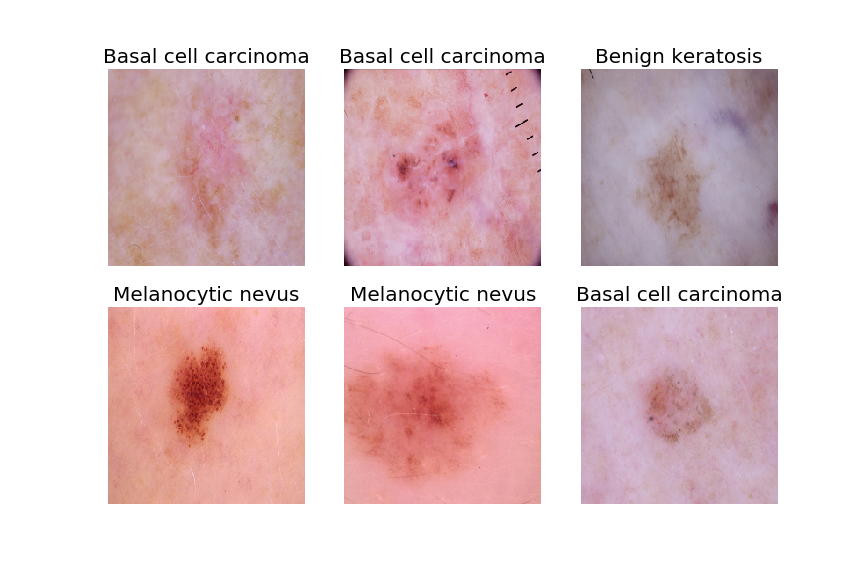 Basal cell carcinoma
Basal cell carcinoma
Benign keratosis
Melanocytic nevus
Melanocytic nevus
Basal cell carcinoma